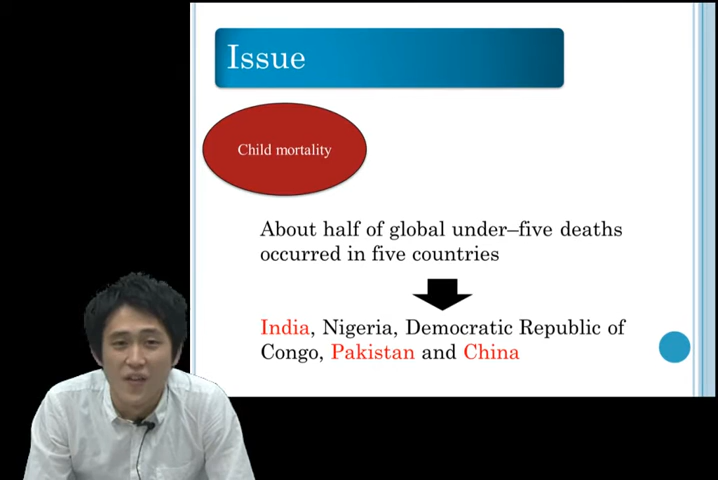 Issue
Child mortality
About half of global under–five deaths
occurred in five countries
India, Nigeria, Democratic Republic of
Congo, Pakistan and China